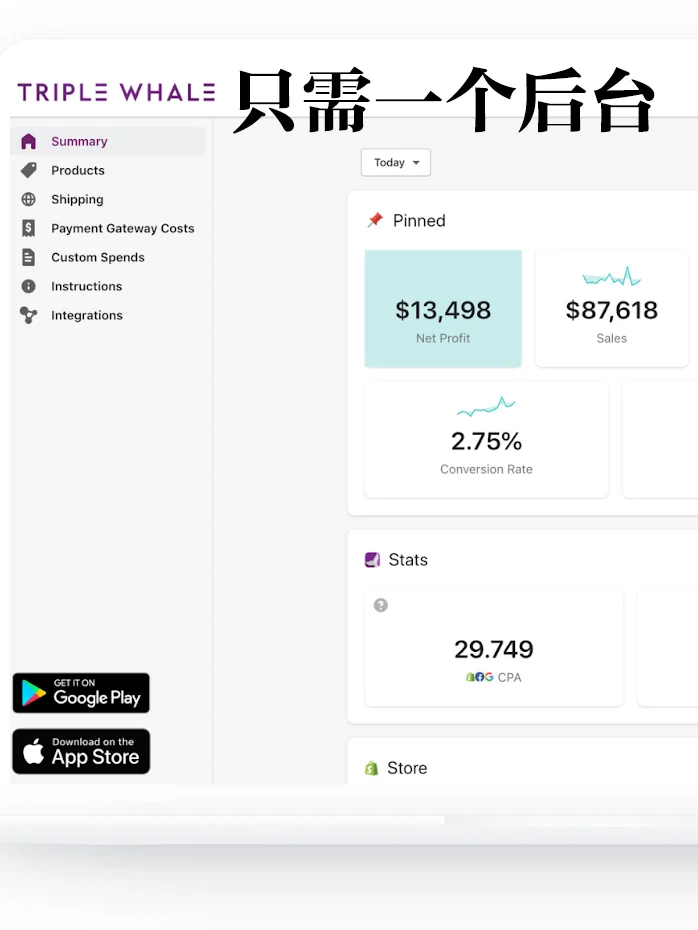 TRIPLE WHALE 只需一个后台
Summary
Products
Shipping
Payment Gateway Costs
Custom Spends
Instructions
Integrations
GET IT ON
Google Play
Download on the
App Store
Today
Pinned
$13,498
Net Profit
$87,618
Sales
2.75%
Conversion Rate
Stats
?
29.749
CPA
Store